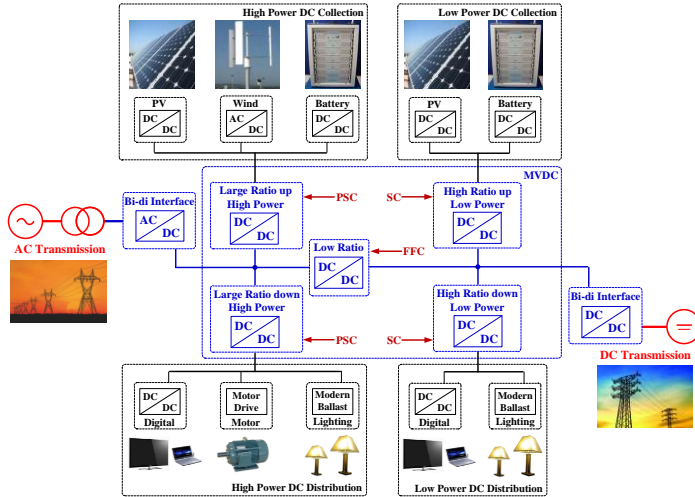 High Power DC Collection
Low Power DC Collection
PV
Wind
Battery
PV
Battery
DC
DC
AC
DC
DC
DC
DC
DC
DC
DC
MVDC
Large Ratio up
High Power
DC
DC
PSC
SC
High Ratio up
Low Power
DC
DC
Bi-di Interface
AC
DC
AC Transmission
Low Ratio
DC
DC
FFC
Large Ratio down
High Power
DC
DC
PSC
SC
High Ratio down
Low Power
DC
DC
Bi-di Interface
DC
DC
DC Transmission
DC
DC
Digital
Motor
Drive
Motor
Modern
Ballast
Lighting
DC
DC
Digital
Modern
Ballast
Lighting
High Power DC Distribution
Low Power DC Distribution